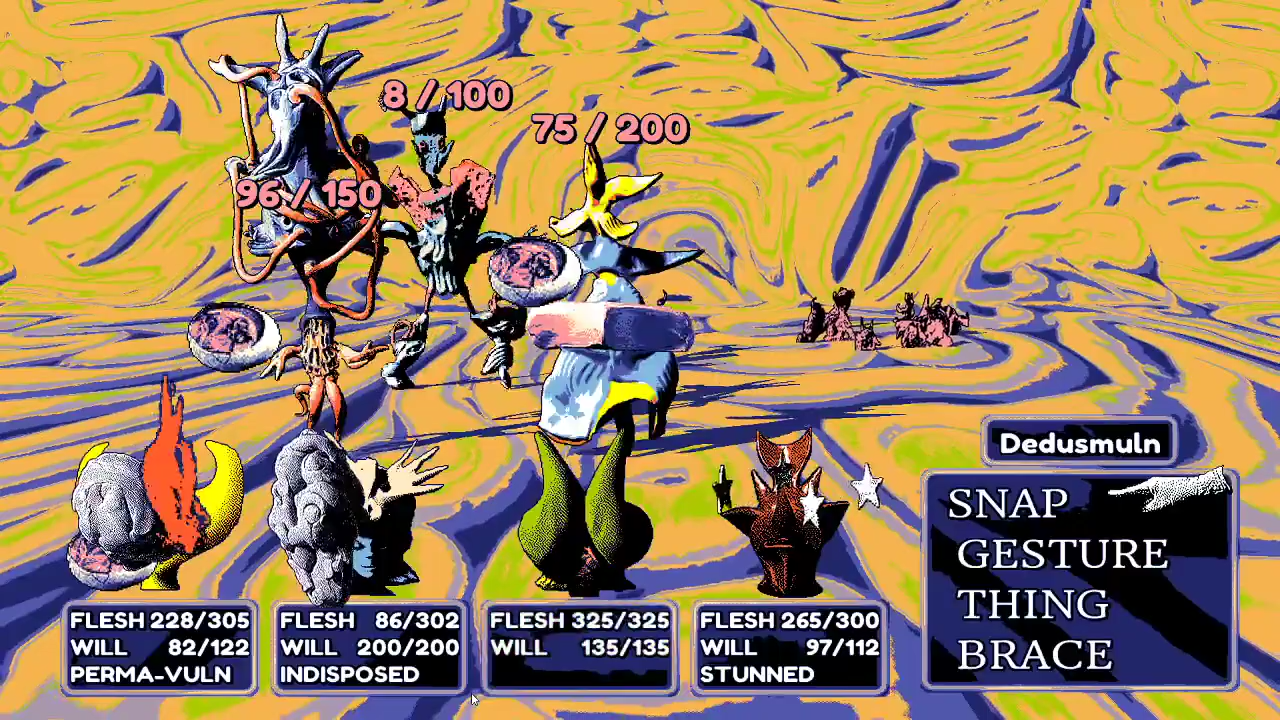 8 / 100
75 / 200
96 / 150
Dedusmuln
SNAP
GESTURE
THING
BRACE
FLESH 228/305
WILL 82/122
PERMA-VULN
FLESH 86/302
WILL 200/200
INDISPOSED
FLESH 325/325
WILL 135/135
FLESH 265/300
WILL 97/112
STUNNED